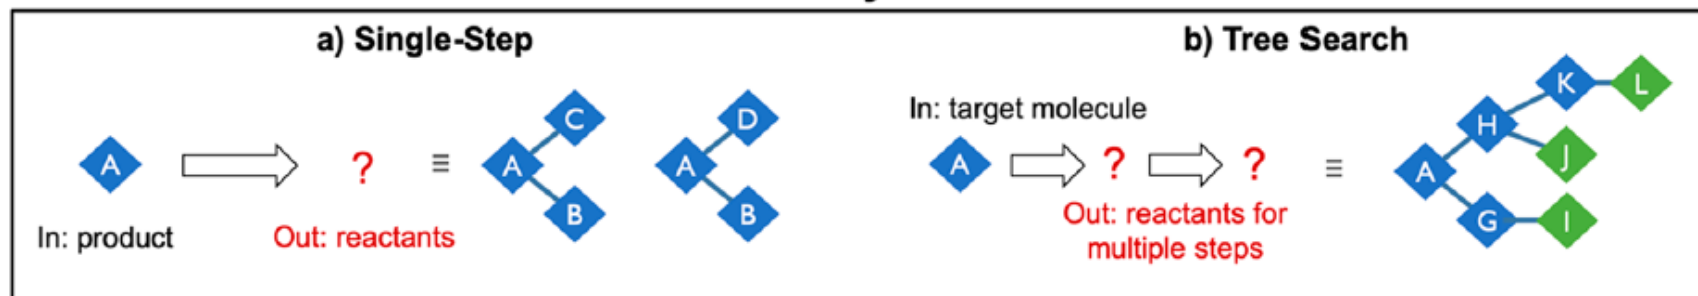 a) Single-Step
A
In: product
?
Out: reactants
≡
A
C
B
A
D
B
b) Tree Search
In: target molecule
A
?
?
Out: reactants for
multiple steps
≡
A
H
K
L
J
G
I